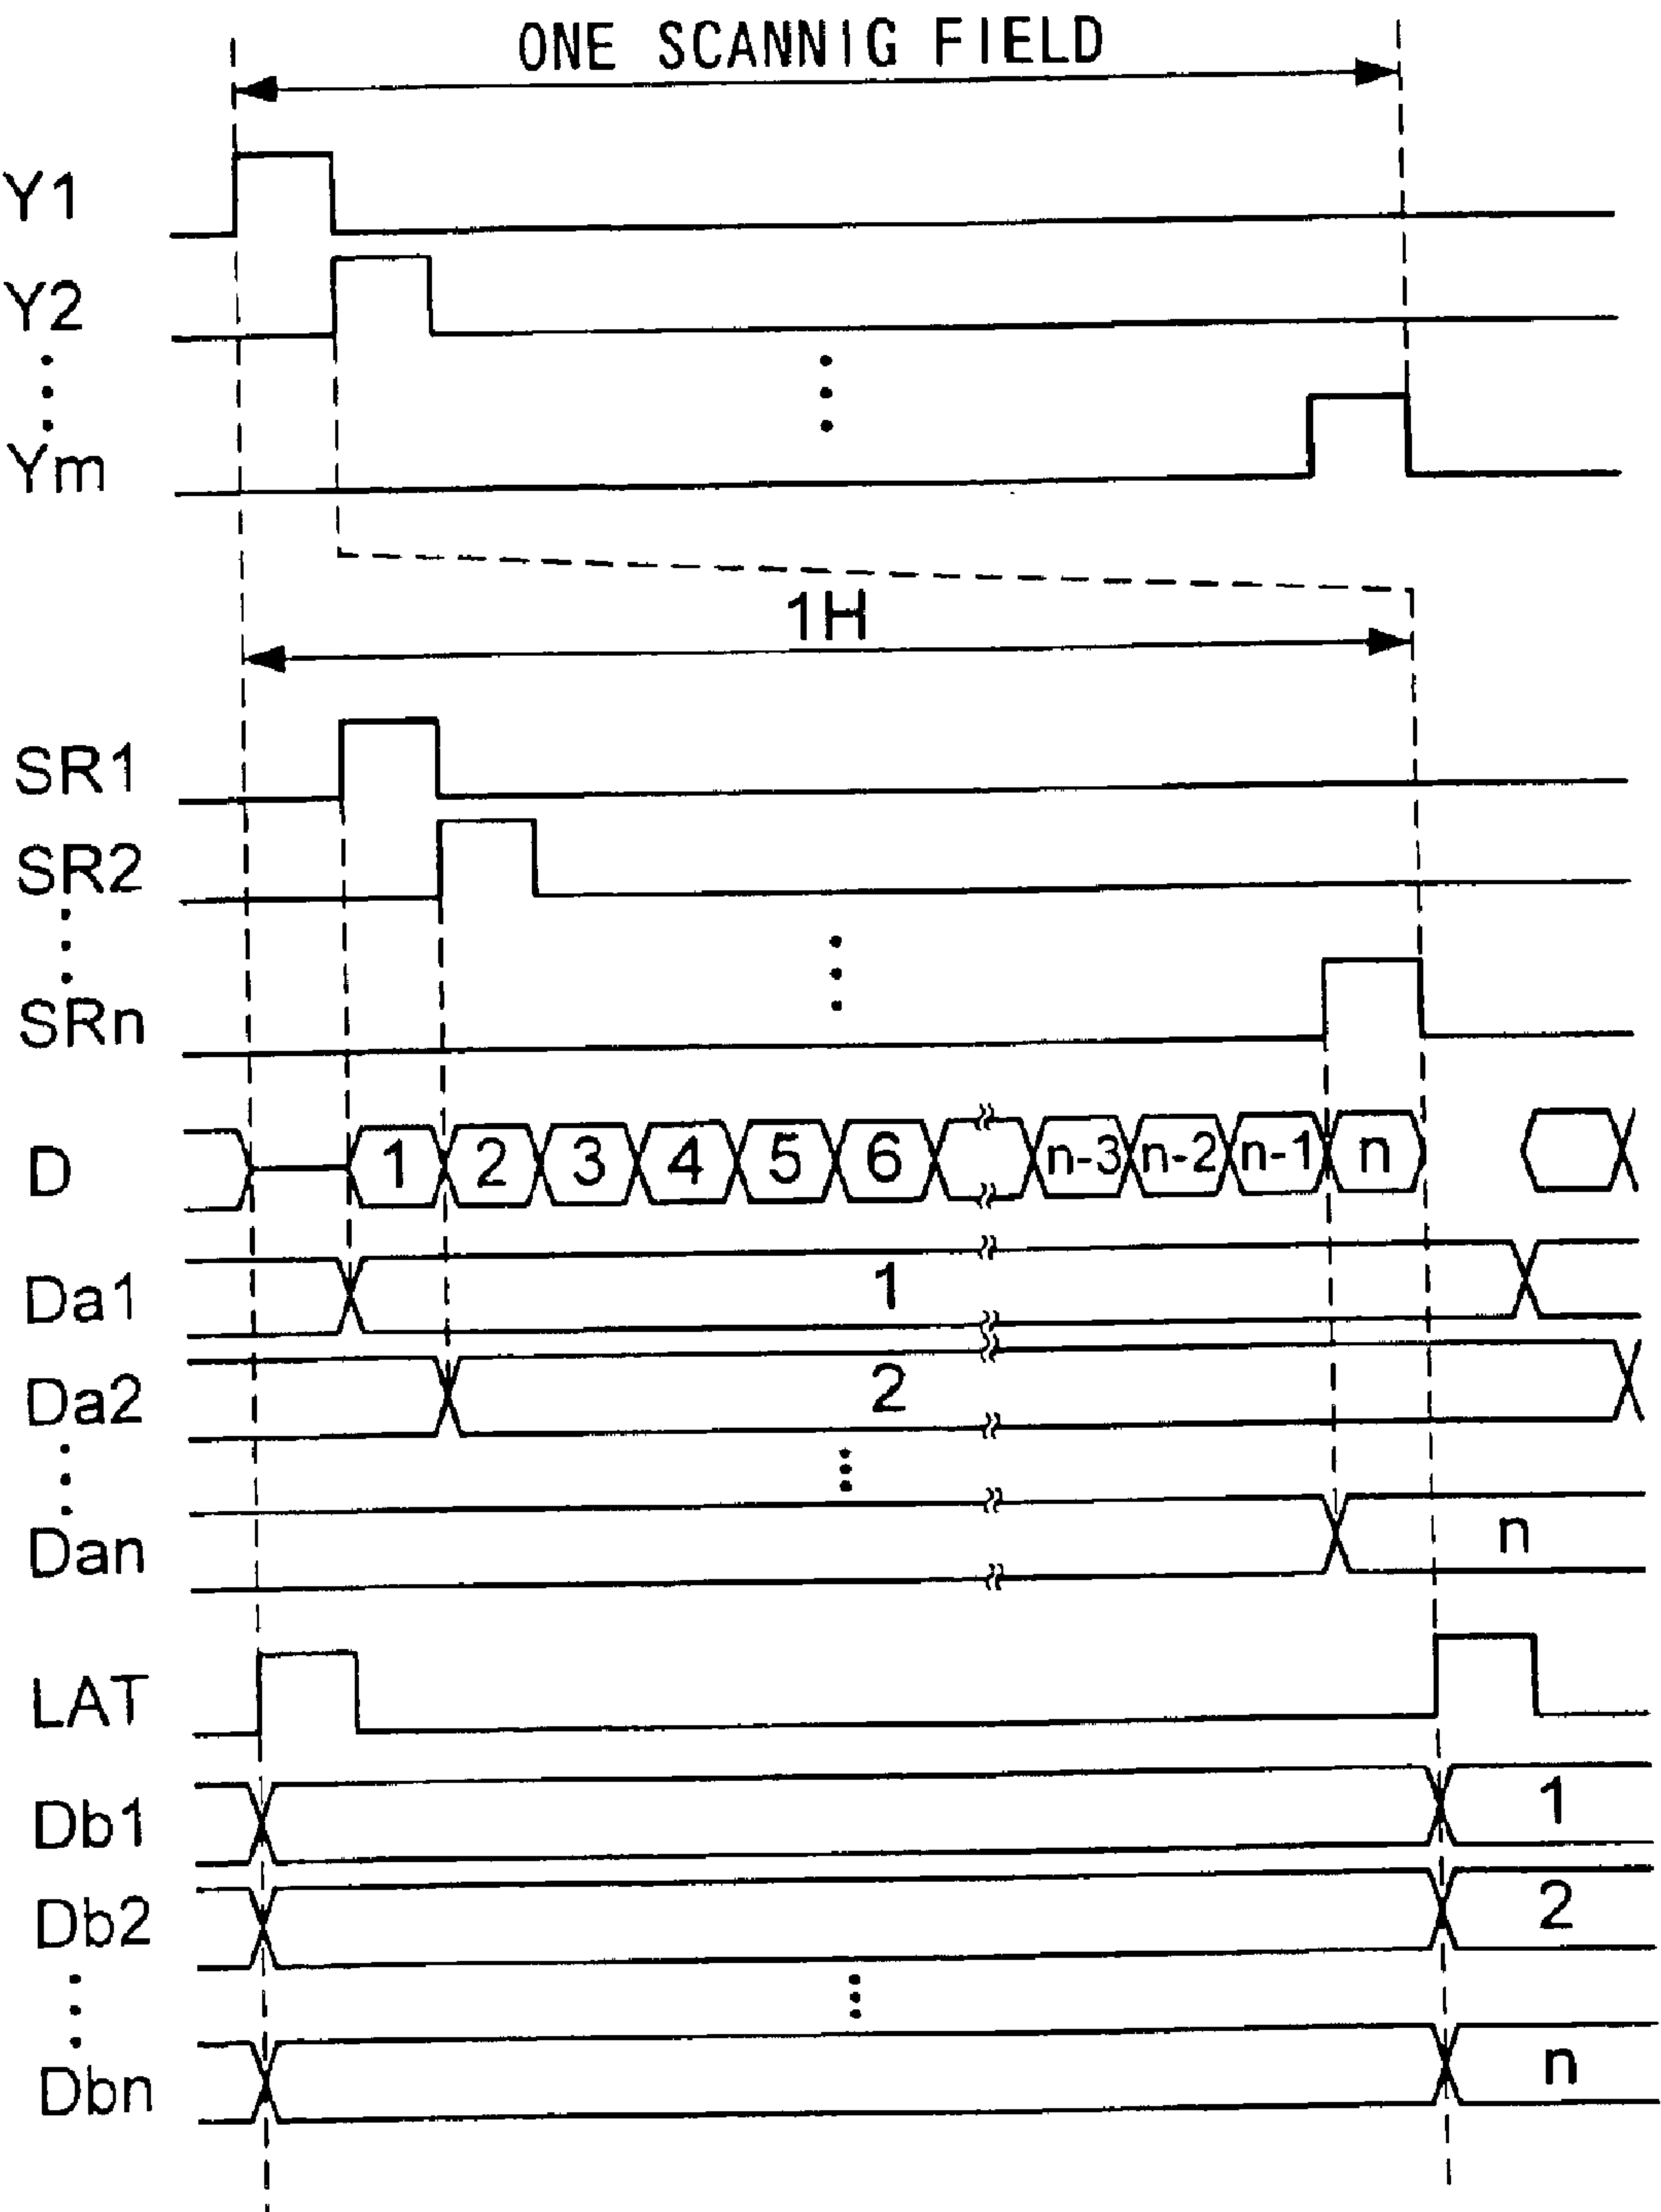 ONE SCANNIG FIELD
Y1
Y2
Ym
1H
SR1
SR2
SRn
D 1 2 3 4 5 6 n-3 n-2 n-1 n
Da1 1
Da2 2
Dan n
LAT
Db1 1
Db2 2
Dbn n